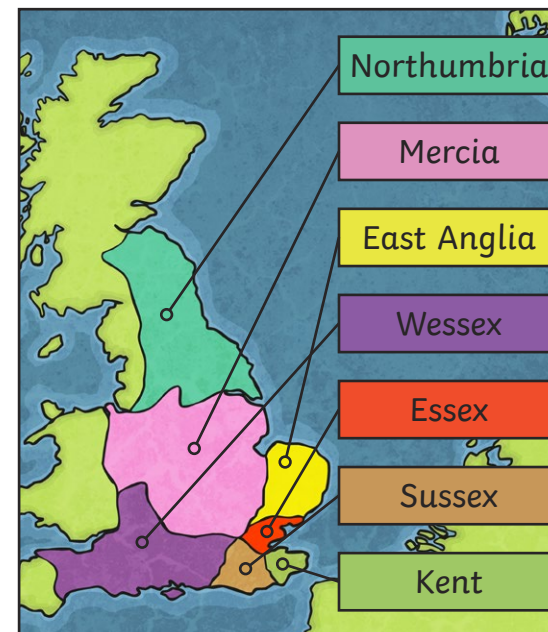 Northumbria
Mercia
East Anglia
Wessex
Essex
Sussex
Kent